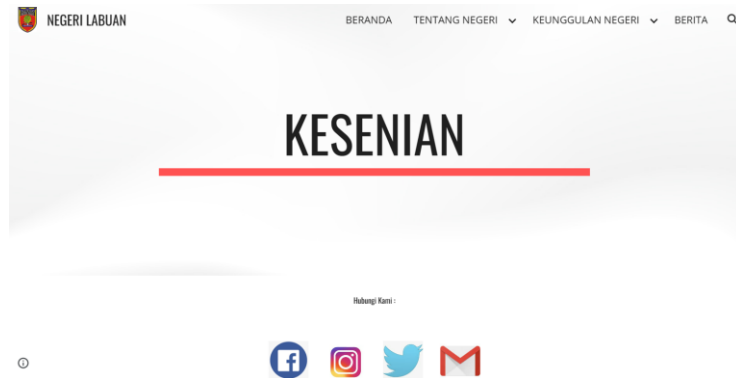 NEGERI LABUAN
BERANDA TENTANG NEGERI KEUNGGULAN NEGERI BERITA
KESENIAN
Hubungi Kami :